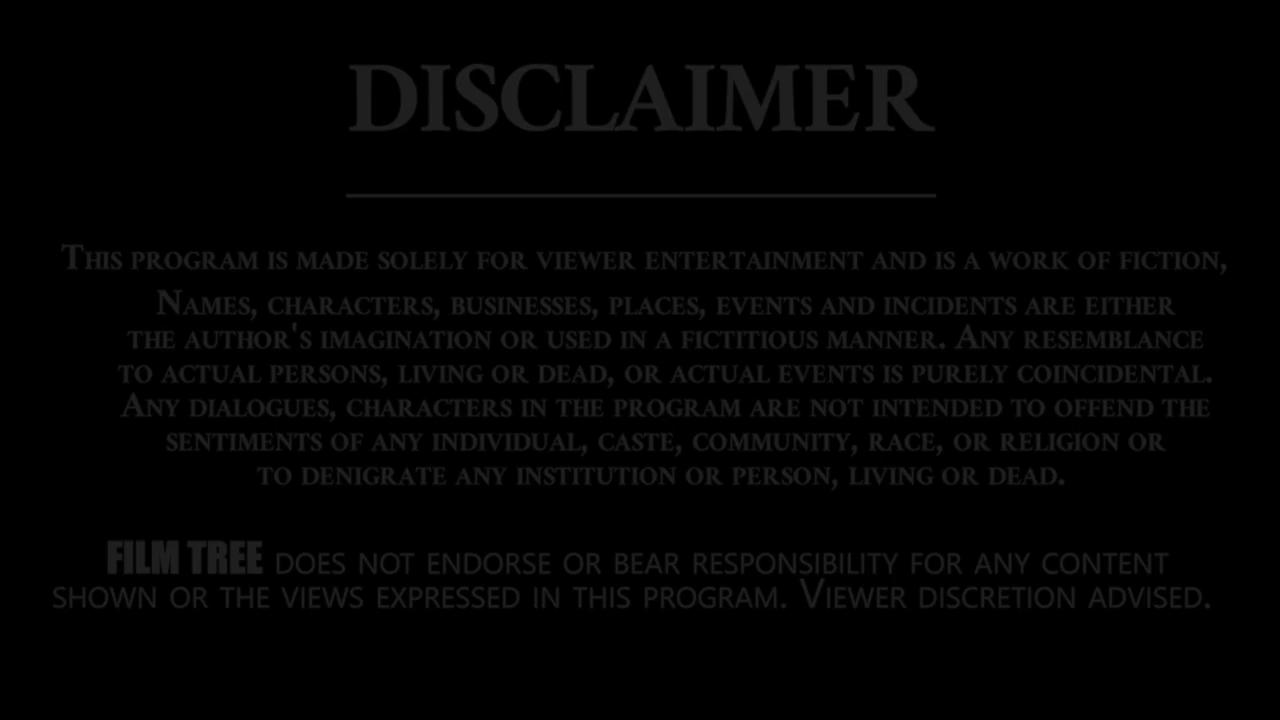 DISCLAIMER
This program is made solely for viewer entertainment and is a work of fiction,
Names, characters, businesses, places, events and incidents are either
the author's imagination or used in a fictitious manner. Any resemblance
to actual persons, living or dead, or actual events is purely coincidental.
Any dialogues, characters in the program are not intended to offend the
sentiments of any individual, caste, community, race, or religion or
to denigrate any institution or person, living or dead.
FILM TREE does not endorse or bear responsibility for any content
shown or the views expressed in this program. Viewer discretion advised.